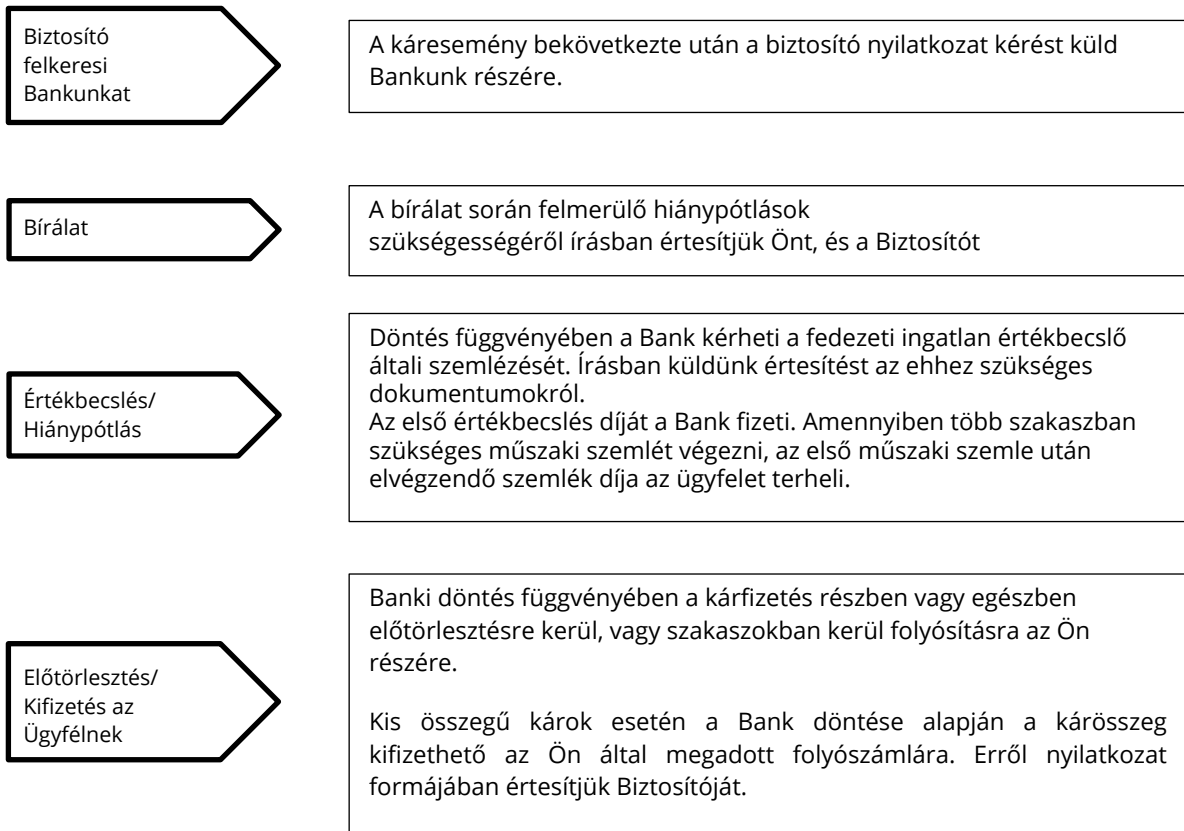 Biztosító
felkeresi
Bankunkat
A káresemény bekövetkezte után a biztosító nyilatkozat kérést küld
Bankunk részére.
Bírálat
A bírálat során felmerülő hiánypótlások
szükségességéről írásban értesítjük Önt, és a Biztosítót
Értékbecslés/
Hiánypótlás
Döntés függvényében a Bank kérheti a fedezeti ingatlan értékbecslő
általi szemlézését. Írásban küldünk értesítést az ehhez szükséges
dokumentumokról.
Az első értékbecslés díját a Bank fizeti. Amennyiben több szakaszban
szükséges műszaki szemlét végezni, az első műszaki szemle után
elvégzendő szemlék díja az ügyfelet terheli.
Előtörlesztés/
Kifizetés az
Ügyfélnek
Banki döntés függvényében a kárfizetés részben vagy egészben
előtörlesztésre kerül, vagy szakaszokban kerül folyósításra az Ön
részére.
Kis összegű károk esetén a Bank döntése alapján a kárösszeg
kifizethető az Ön által megadott folyószámlára. Erről nyilatkozat
formájában értesítjük Biztosítóját.